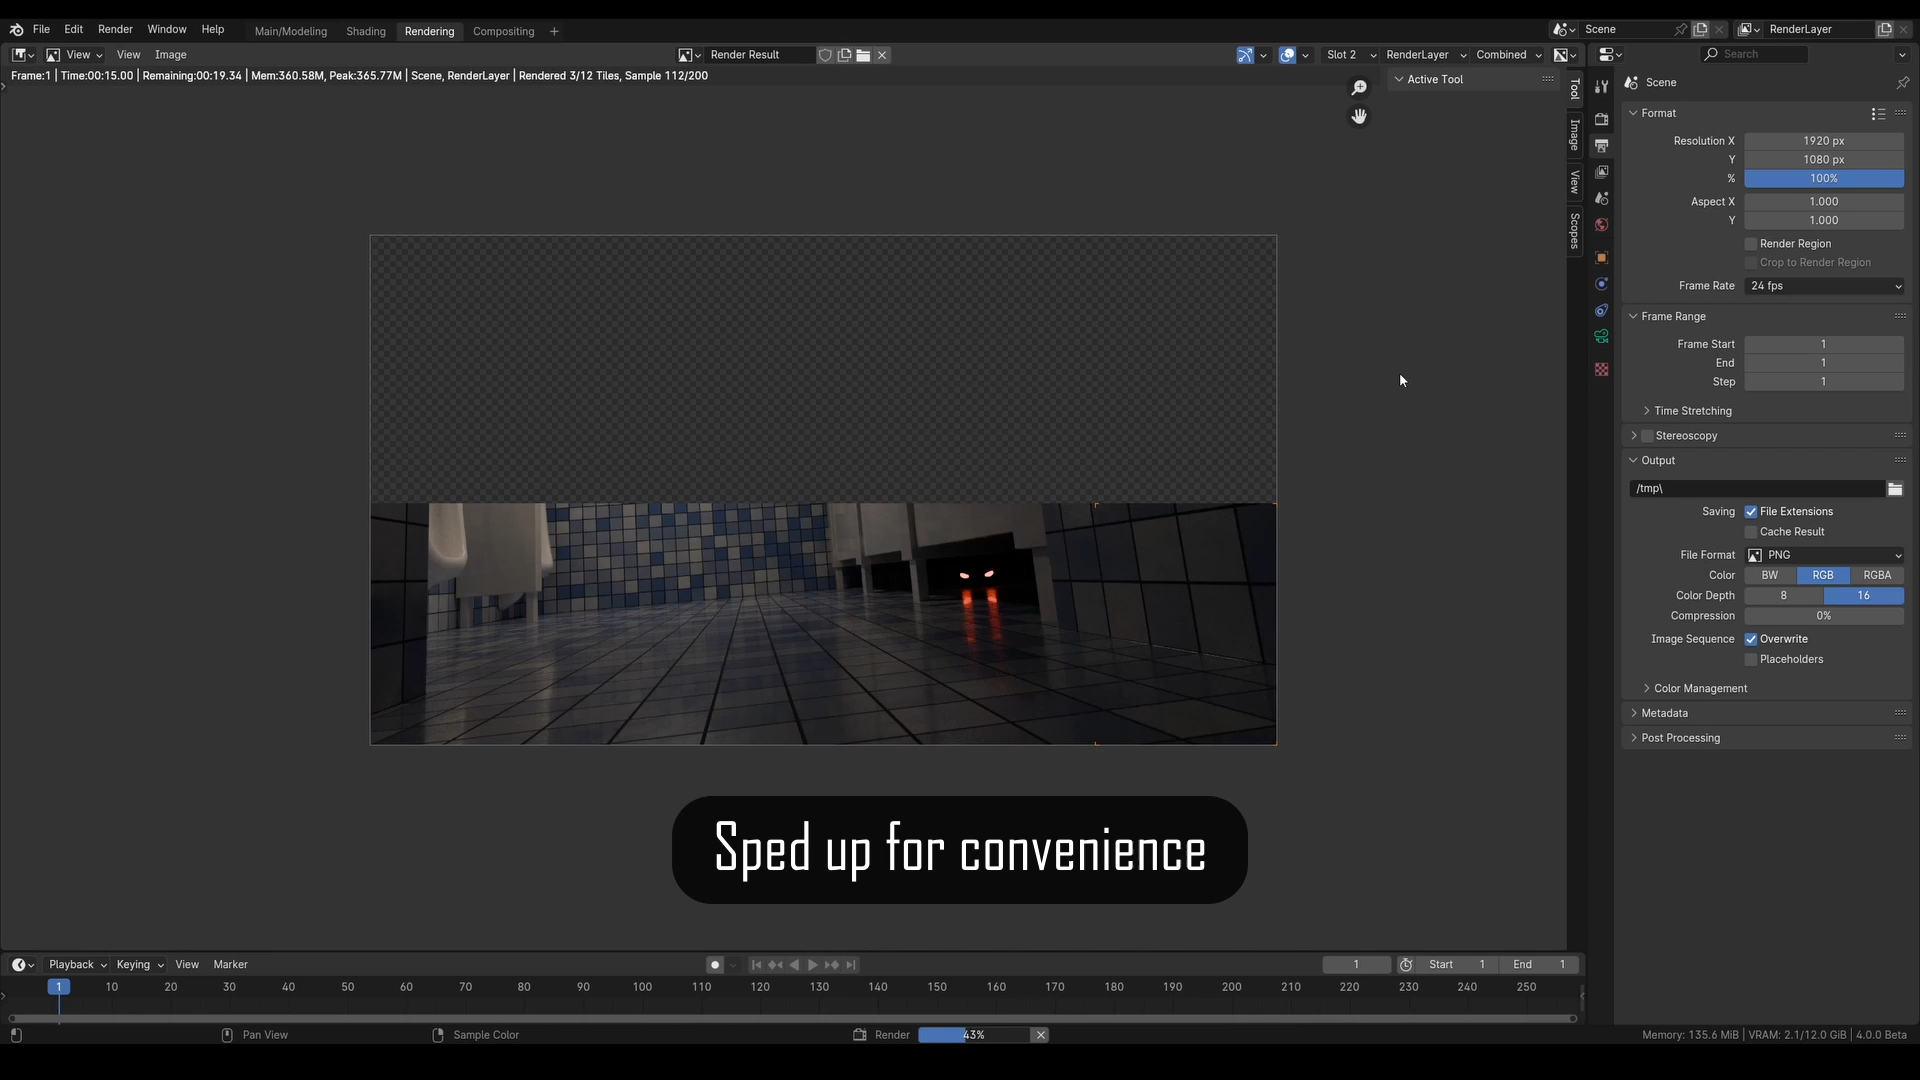 File Edit Render Window Help Main/Modeling Shading Rendering Compositing + Scene RenderLayer
View View Image Render Result Slot 2 RenderLayer Combined Search
Frame:1 | Time:00:15.00 | Remaining:00:19.34 | Mem:360.58M, Peak:365.77M | Scene, RenderLayer | Rendered 3/12 Tiles, Sample 112/200
Active Tool
Tool
Image
View
Scopes
Scene
Format
Resolution X 1920 px
Y 1080 px
% 100%
Aspect X 1.000
Y 1.000
Render Region
Crop to Render Region
Frame Rate 24 fps
Frame Range
Frame Start 1
End 1
Step 1
Time Stretching
Stereoscopy
Output
/tmp\
Saving File Extensions
Cache Result
File Format PNG
Color BW RGB RGBA
Color Depth 8 16
Compression 0%
Image Sequence Overwrite
Placeholders
Color Management
Metadata
Post Processing
Sped up for convenience
Playback Keying View Marker 1 Start 1 End 1
1 10 20 30 40 50 60 70 80 90 100 110 120 130 140 150 160 170 180 190 200 210 220 230 240 250
Pan View Sample Color Render 43% Memory: 135.6 MiB | VRAM: 2.1/12.0 GiB | 4.0.0 Beta